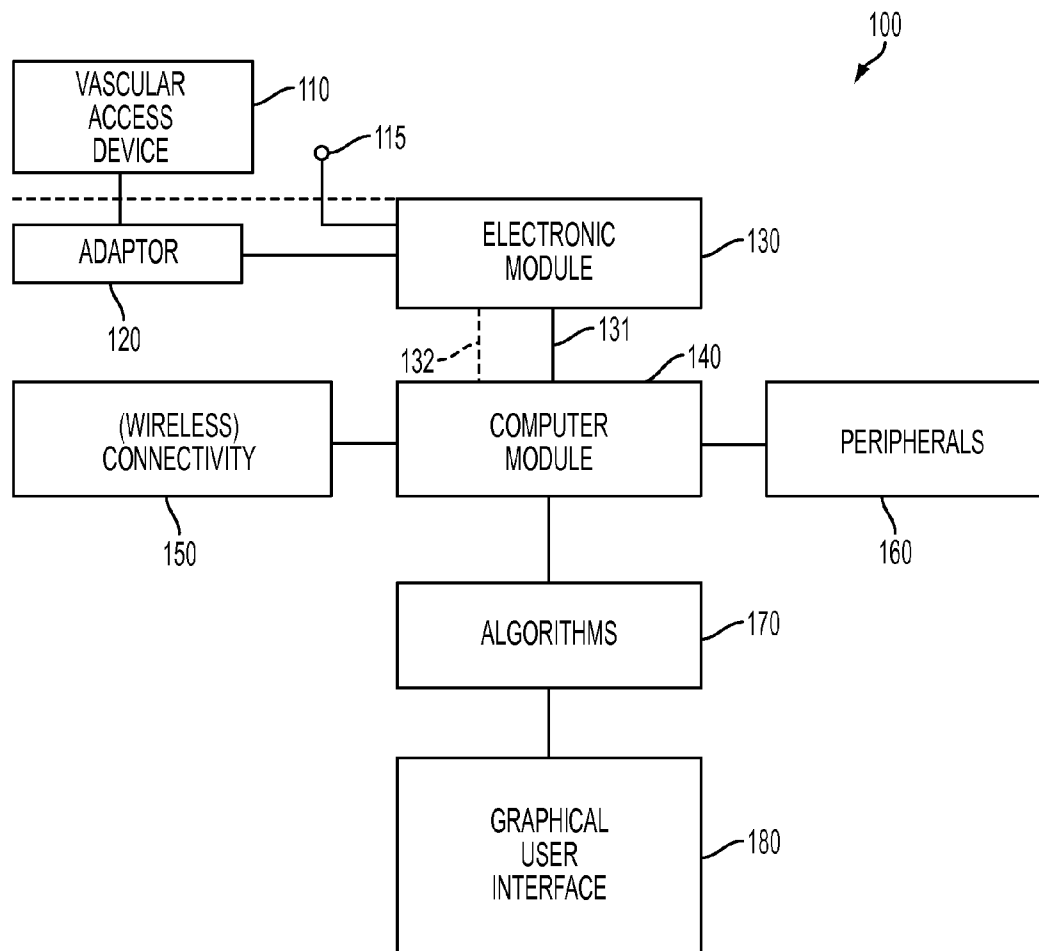 100
VASCULAR
ACCESS
DEVICE
110
115
ADAPTOR
120
ELECTRONIC
MODULE
130
132
131
140
(WIRELESS)
CONNECTIVITY
150
COMPUTER
MODULE
PERIPHERALS
160
ALGORITHMS
170
GRAPHICAL
USER
INTERFACE
180